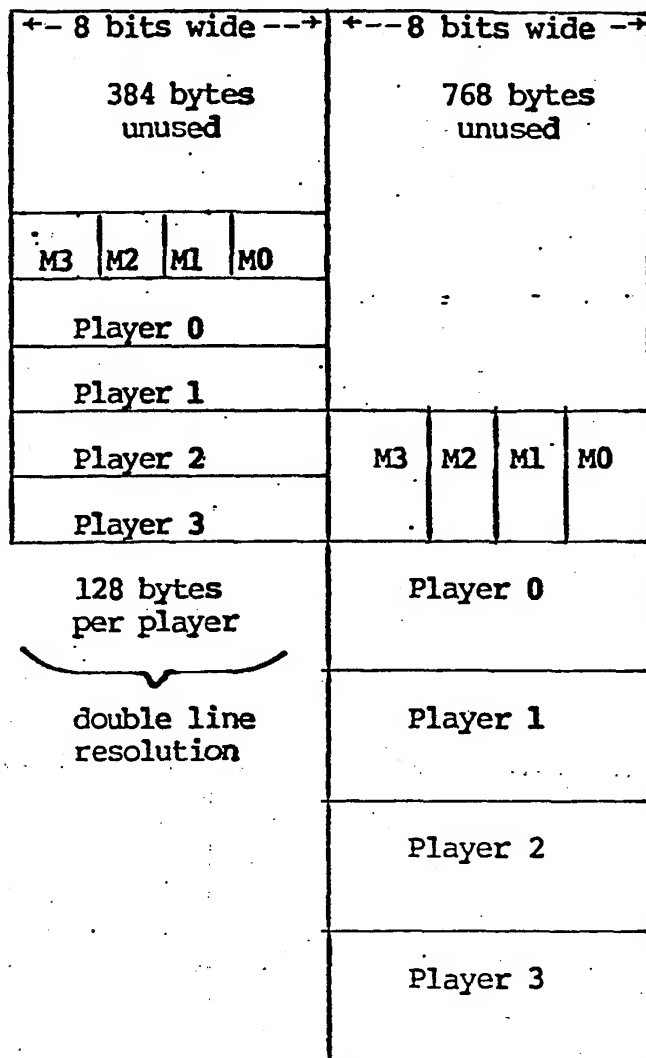 ←- 8 bits wide --→
384 bytes
unused
M3 M2 M1 M0
Player 0
Player 1
Player 2
Player 3
128 bytes
per player
double line
resolution
←-- 8 bits wide -→
768 bytes
unused
M3 M2 M1 M0
Player 0
Player 1
Player 2
Player 3